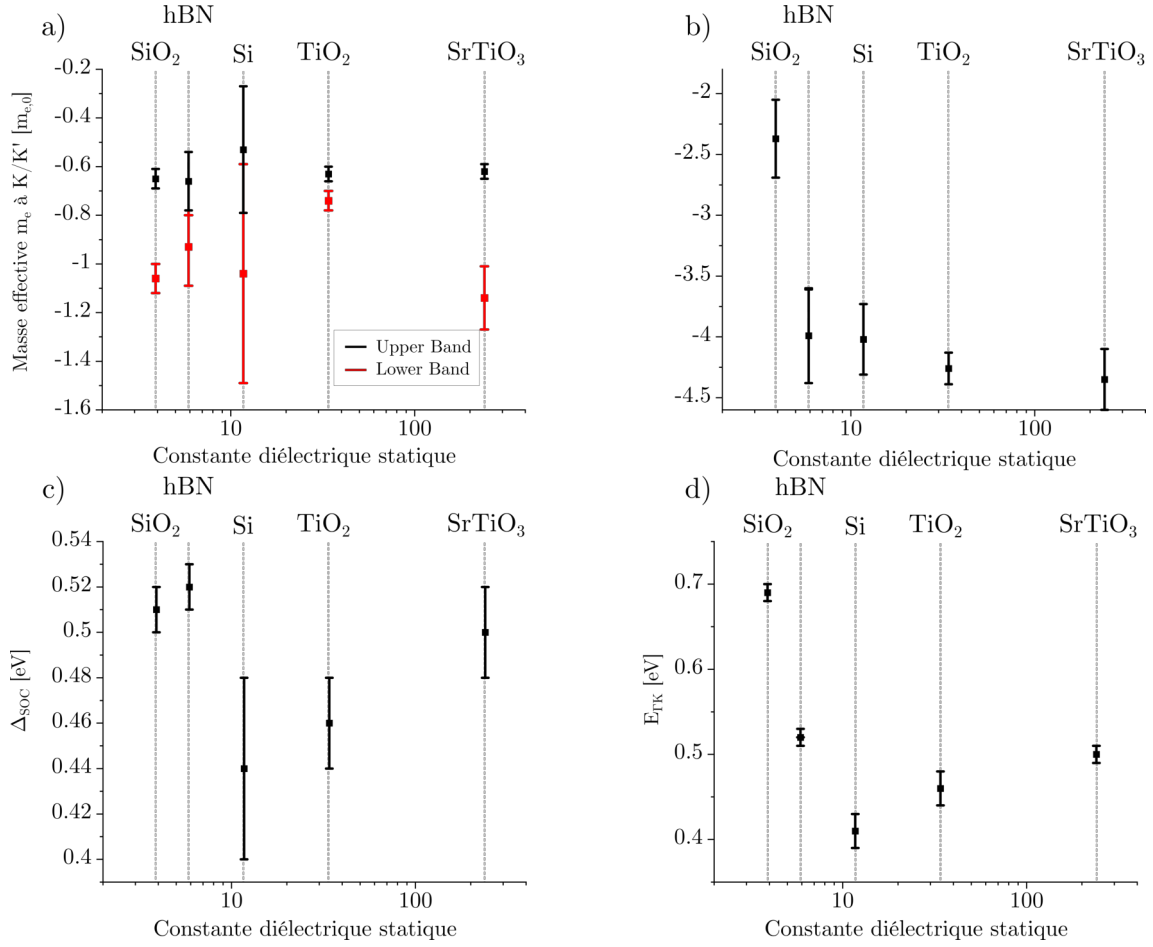 hBN
a)
SiO₂ Si TiO₂ SrTiO₃
-0.2
-0.4
-0.6
-0.8
-1
-1.2
-1.4
-1.6
Masse effective mₑ à K/K' [mₑ,₀]
Upper Band
Lower Band
10 100
Constante diélectrique statique
hBN
b)
SiO₂ Si TiO₂ SrTiO₃
-2
-2.5
-3
-3.5
-4
-4.5
10 100
Constante diélectrique statique
hBN
c)
SiO₂ Si TiO₂ SrTiO₃
0.54
0.52
0.5
0.48
0.46
0.44
0.42
0.4
Δ_SOC [eV]
10 100
Constante diélectrique statique
hBN
d)
SiO₂ Si TiO₂ SrTiO₃
0.7
0.6
0.5
0.4
E_ΓK [eV]
10 100
Constante diélectrique statique